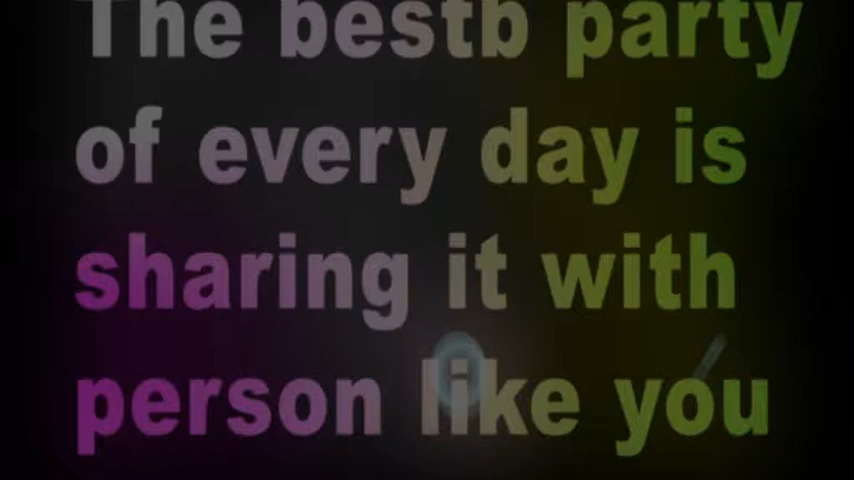 The bestb party
of every day is
sharing it with
person like you